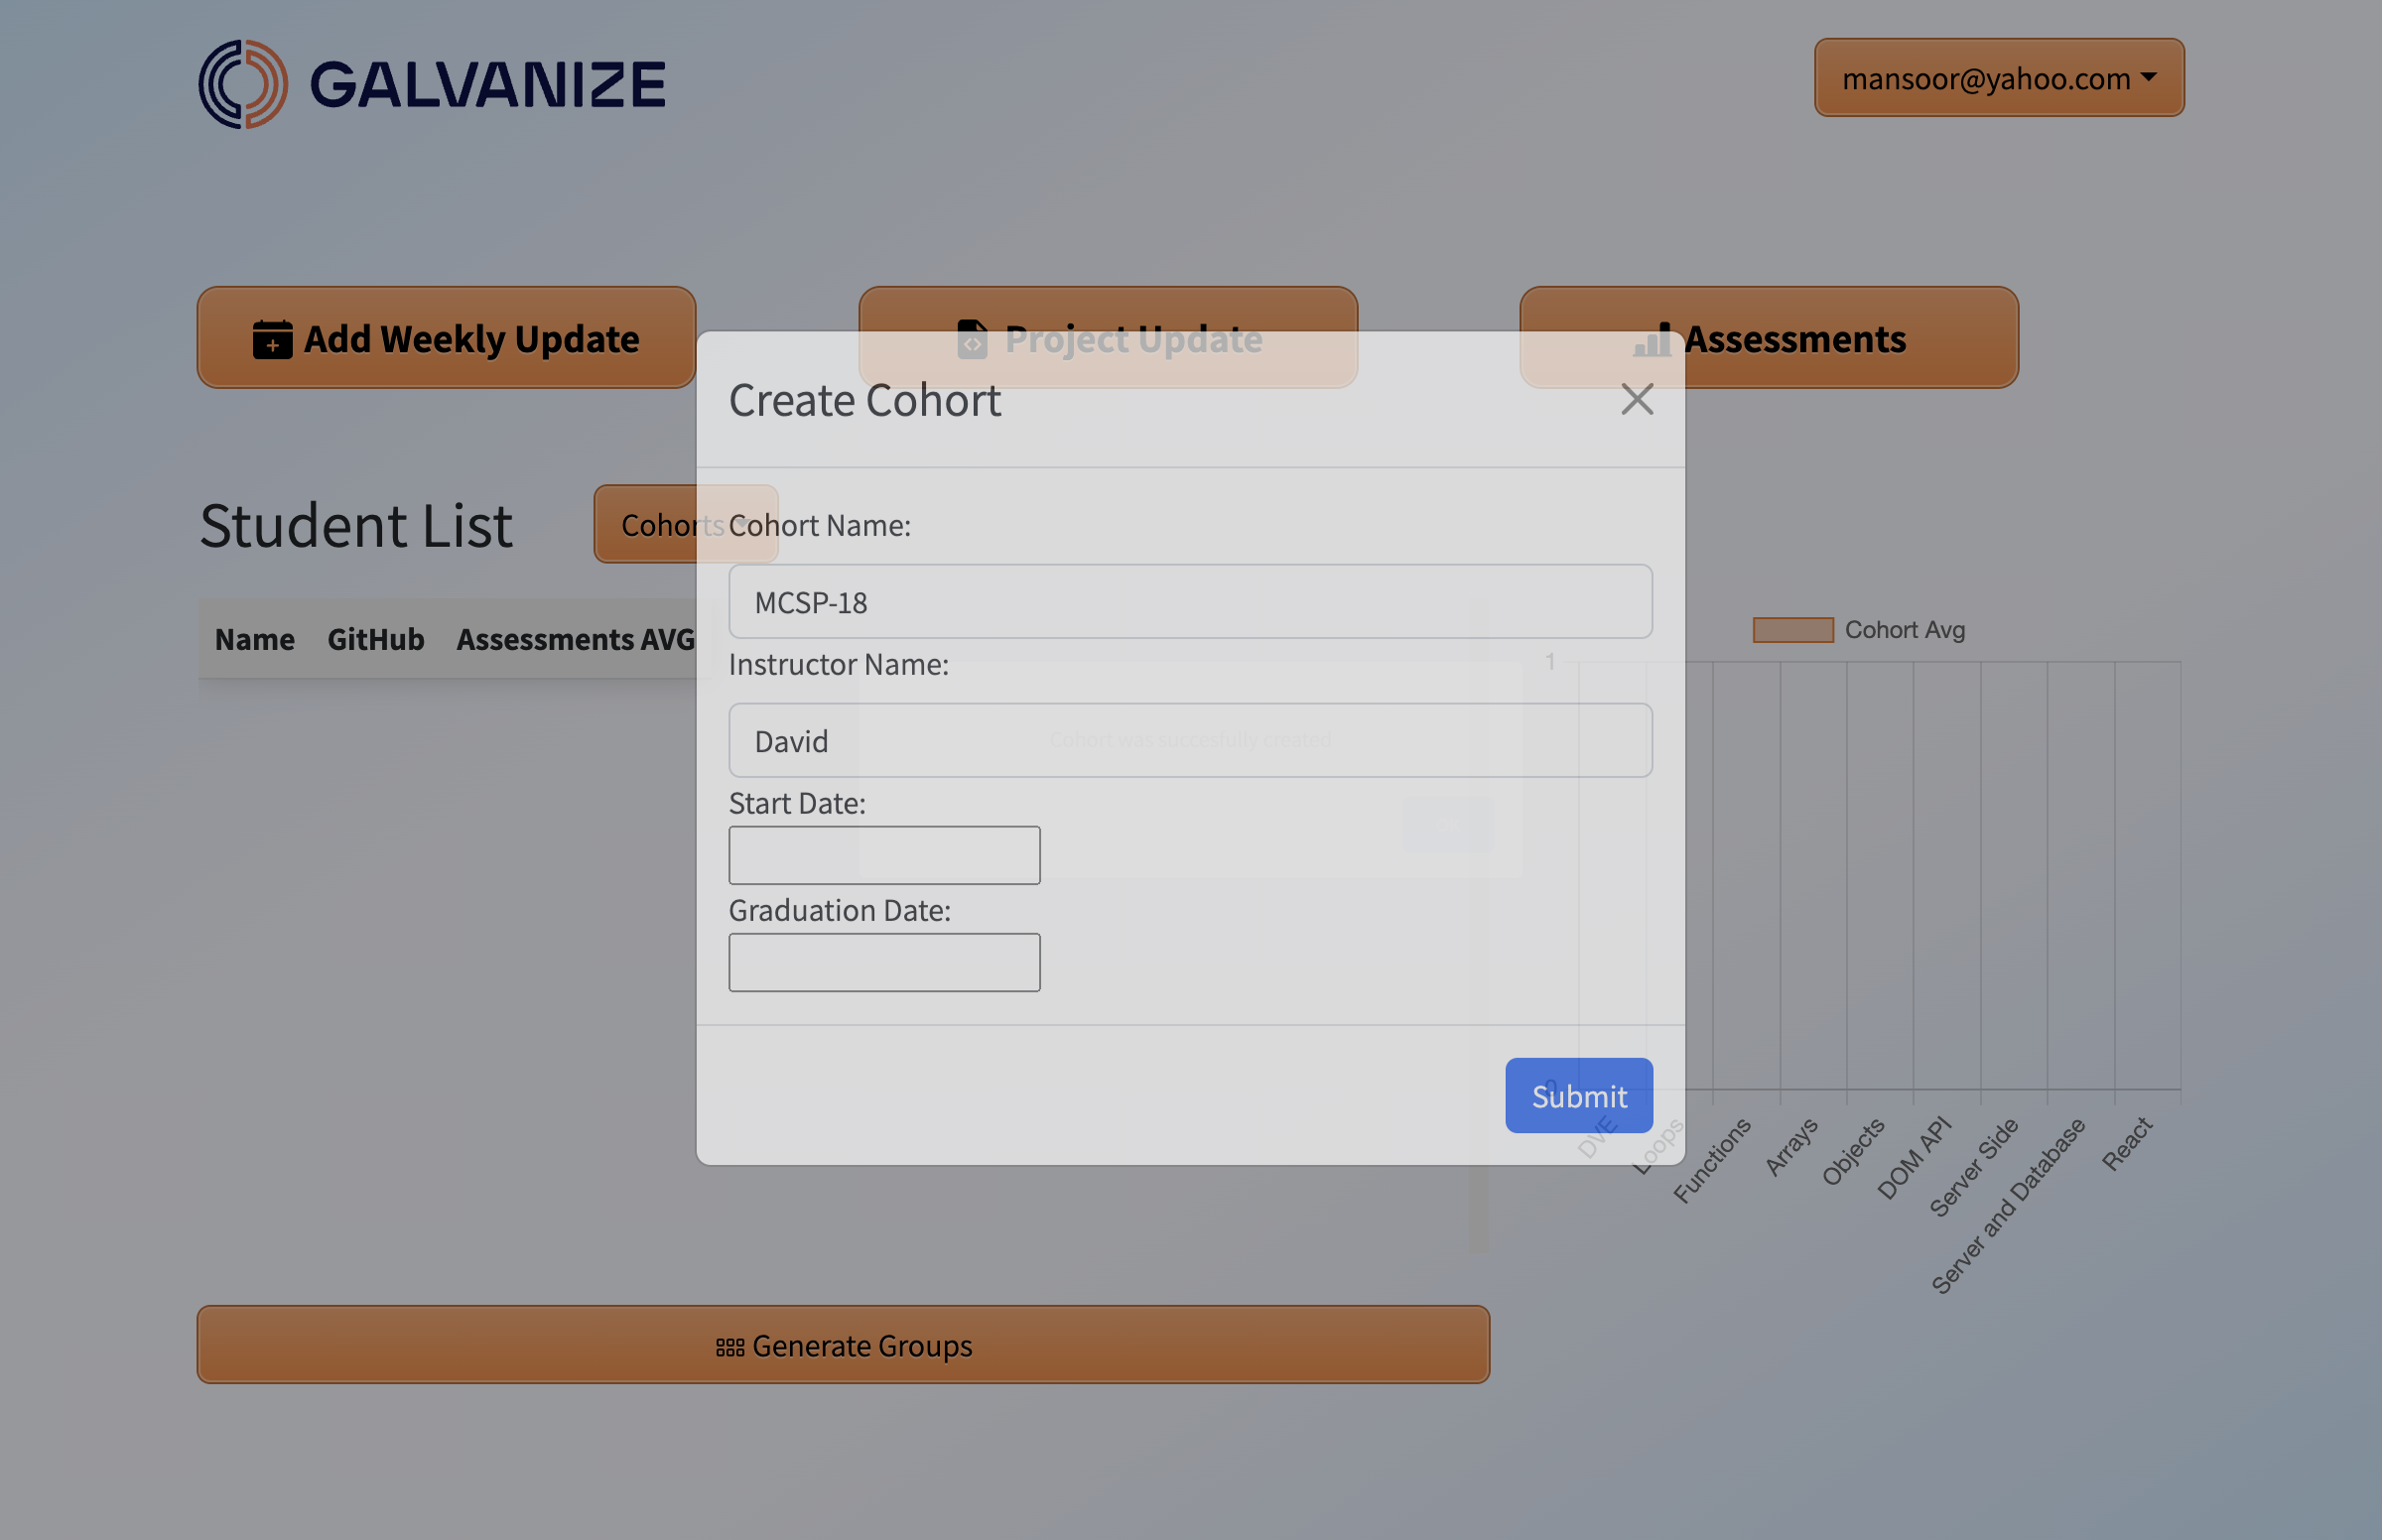 GALVANIZE
mansoor@yahoo.com
Add Weekly Update
Project Update
Assessments
Create Cohort
Student List
Cohorts
Cohort Name:
MCSP-18
Name GitHub Assessments AVG
Instructor Name:
David
Cohort was succesfully created
Start Date:
Graduation Date:
Submit
Cohort Avg
1
0
DVE
Loops
Functions
Arrays
Objects
DOM API
Server Side
Server and Database
React
Generate Groups